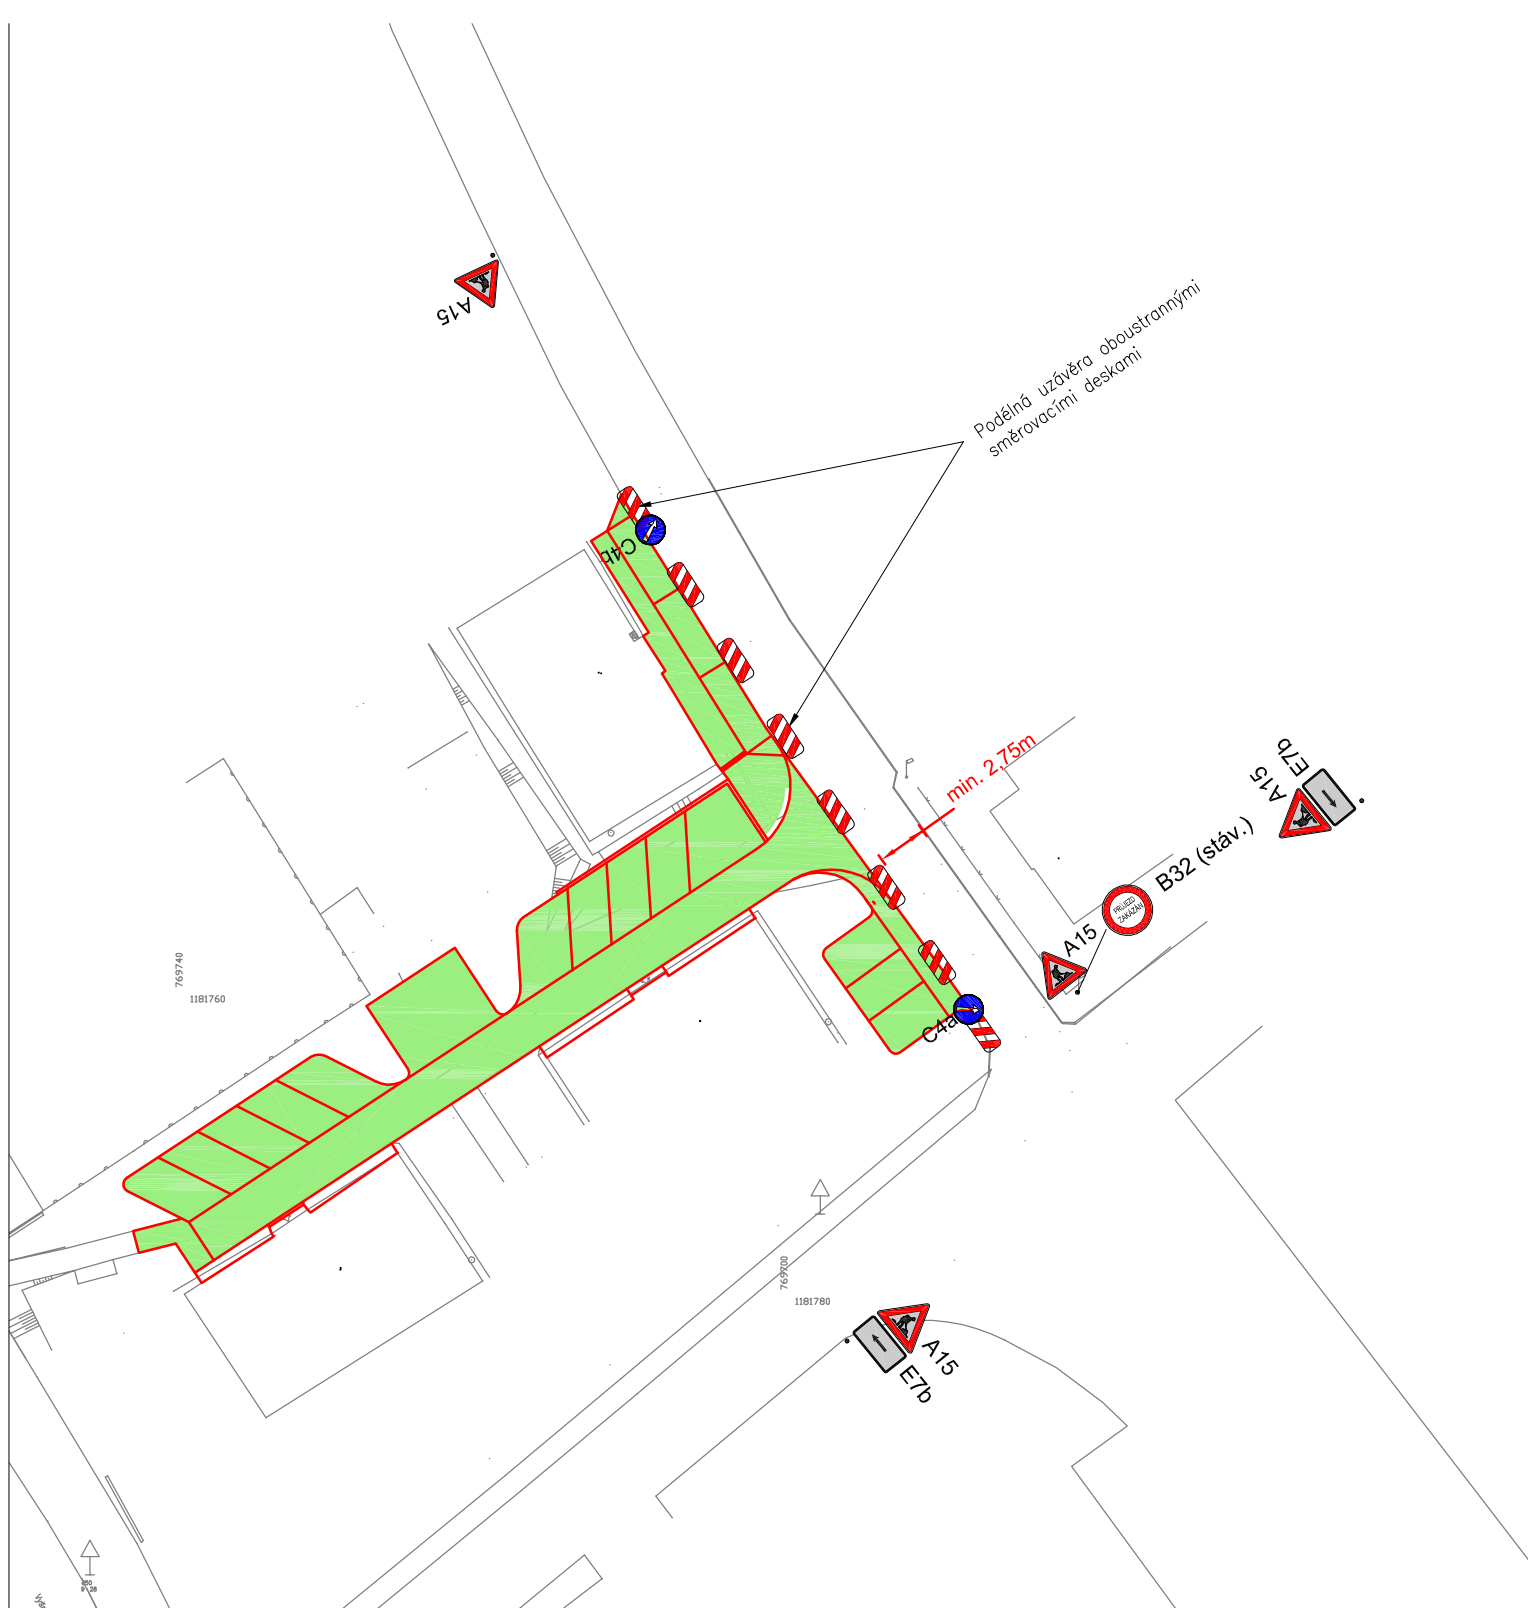 A15
Podélná uzávěra oboustrannými
směrovacími deskami
C4b
min. 2,75m
E7b
A15
B32 (stáv.)
PRŮJEZD
ZAKÁZÁN
A15
C4a
769740
1181760
769700
1181780
A15
E7b